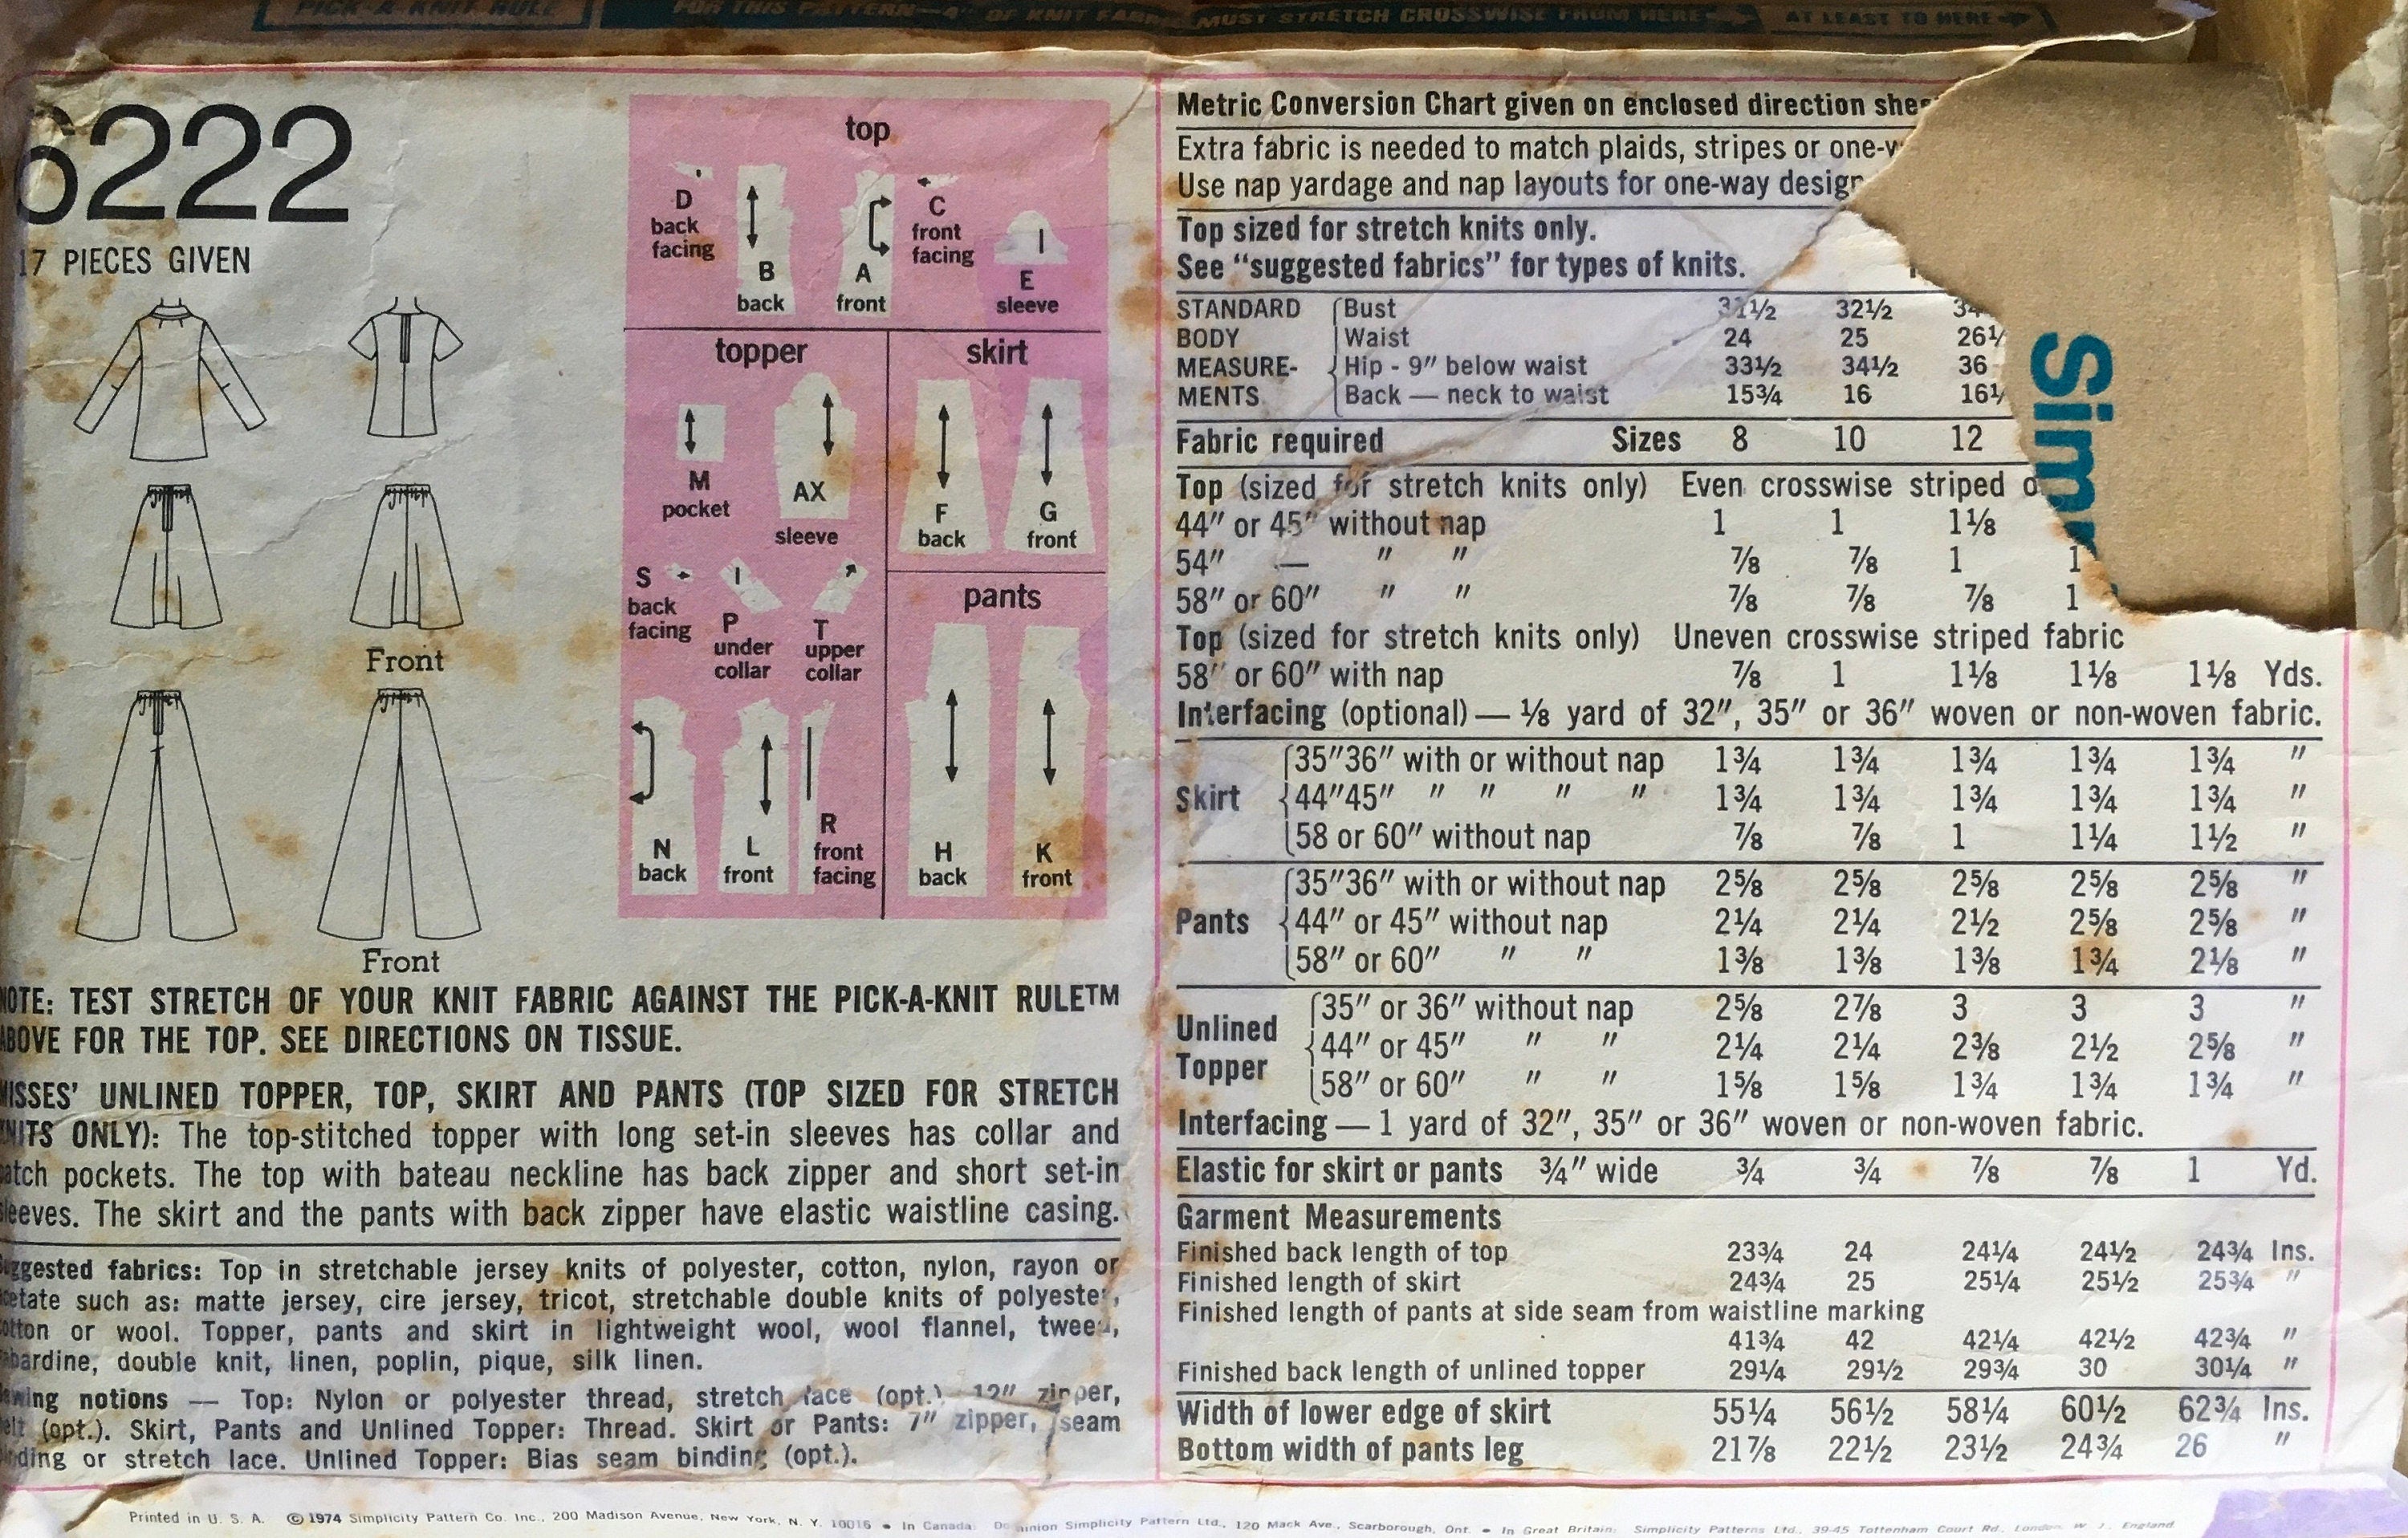 PICK-A-KNIT RULE
FOR THIS PATTERN—4" OF KNIT FABRIC MUST STRETCH CROSSWISE FROM HERE AT LEAST TO HERE
6222
17 PIECES GIVEN
Front
Front
top
D back facing
B back
A front
C front facing
E sleeve
topper
M pocket
AX sleeve
S back facing
P under collar
T upper collar
N back
L front
R front facing
skirt
F back
G front
pants
H back
K front
NOTE: TEST STRETCH OF YOUR KNIT FABRIC AGAINST THE PICK-A-KNIT RULE™
ABOVE FOR THE TOP. SEE DIRECTIONS ON TISSUE.
MISSES' UNLINED TOPPER, TOP, SKIRT AND PANTS (TOP SIZED FOR STRETCH
KNITS ONLY): The top-stitched topper with long set-in sleeves has collar and
patch pockets. The top with bateau neckline has back zipper and short set-in
sleeves. The skirt and the pants with back zipper have elastic waistline casing.
Suggested fabrics: Top in stretchable jersey knits of polyester, cotton, nylon, rayon or
acetate such as: matte jersey, cire jersey, tricot, stretchable double knits of polyester,
cotton or wool. Topper, pants and skirt in lightweight wool, wool flannel, tweed,
gabardine, double knit, linen, poplin, pique, silk linen.
Sewing notions — Top: Nylon or polyester thread, stretch lace (opt.) 12" zipper,
belt (opt.). Skirt, Pants and Unlined Topper: Thread. Skirt or Pants: 7" zipper, seam
binding or stretch lace. Unlined Topper: Bias seam binding (opt.).
Metric Conversion Chart given on enclosed direction
Extra fabric is needed to match plaids, stripes or
Use nap yardage and nap layouts for one-way
Top sized for stretch knits only.
See "suggested fabrics" for types of knits.
STANDARD BODY MEASURE-MENTS
Bust 31½ 32½ 34
Waist 24 25 26½
Hip - 9" below waist 33½ 34½ 36
Back — neck to waist 15¾ 16 16
Fabric required Sizes 8 10 12
Top (sized for stretch knits only) Even crosswise striped
44" or 45" without nap 1 1 1⅛
54" — " " ⅞ ⅞ 1 1
58" or 60" " " ⅞ ⅞ ⅞ 1
Top (sized for stretch knits only) Uneven crosswise striped fabric
58" or 60" with nap ⅞ 1 1⅛ 1⅛ 1⅛ Yds.
Interfacing (optional) — ⅛ yard of 32", 35" or 36" woven or non-woven fabric.
Skirt
35"36" with or without nap 1¾ 1¾ 1¾ 1¾ 1¾ "
44"45" " " " " 1¾ 1¾ 1¾ 1¾ 1¾ "
58 or 60" without nap ⅞ ⅞ 1 1¼ 1½ "
Pants
35"36" with or without nap 2⅝ 2⅝ 2⅝ 2⅝ 2⅝ "
44" or 45" without nap 2¼ 2¼ 2½ 2⅝ 2⅝ "
58" or 60" " " 1⅜ 1⅜ 1⅜ 1¾ 2⅛ "
Unlined Topper
35" or 36" without nap 2⅝ 2⅞ 3 3 3 "
44" or 45" " " 2¼ 2¼ 2⅜ 2½ 2⅝ "
58" or 60" " " 1⅝ 1⅝ 1¾ 1¾ 1¾ "
Interfacing — 1 yard of 32", 35" or 36" woven or non-woven fabric.
Elastic for skirt or pants ¾" wide ¾ ¾ ⅞ ⅞ 1 Yd.
Garment Measurements
Finished back length of top 23¾ 24 24¼ 24½ 24¾ Ins.
Finished length of skirt 24¾ 25 25¼ 25½ 25¾ "
Finished length of pants at side seam from waistline marking
41¾ 42 42¼ 42½ 42¾ "
Finished back length of unlined topper 29¼ 29½ 29¾ 30 30¼ "
Width of lower edge of skirt 55¼ 56½ 58¼ 60½ 62¾ Ins.
Bottom width of pants leg 21⅞ 22½ 23½ 24¾ 26 "
Sim
Printed in U. S. A. ©1974 Simplicity Pattern Co. Inc., 200 Madison Avenue, New York, N. Y. 10016 • In Canada: Dominion Simplicity Pattern Ltd., 120 Mack Ave., Scarborough, Ont. • In Great Britain: Simplicity Patterns Ltd., 39-45 Tottenham Court Rd., London W. 1., England.